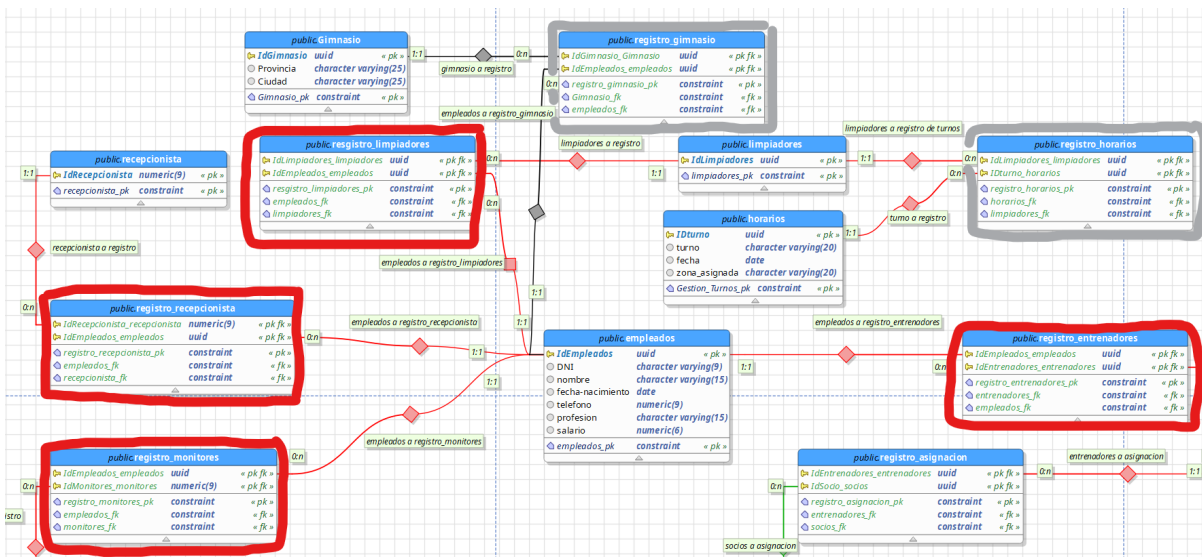 public.Gimnasio
IdGimnasio uuid « pk »
Provincia character varying(25)
Ciudad character varying(25)
Gimnasio_pk constraint « pk »
1:1
0:n
gimnasio a registro
public.registro_gimnasio
IdGimnasio_Gimnasio uuid « pk fk »
IdEmpleados_empleados uuid « pk fk »
registro_gimnasio_pk constraint « pk »
Gimnasio_fk constraint « fk »
empleados_fk constraint « fk »
0:n
empleados a registro_gimnasio
public.recepcionista
IdRecepcionista numeric(9) « pk »
recepcionista_pk constraint « pk »
1:1
recepcionista a registro
0:n
public.resgistro_limpiadores
IdLimpiadores_limpiadores uuid « pk fk »
IdEmpleados_empleados uuid « pk fk »
resgistro_limpiadores_pk constraint « pk »
empleados_fk constraint « fk »
limpiadores_fk constraint « fk »
0:n
0:n
limpiadores a registro
1:1
empleados a registro_limpiadores
1:1
1:1
public.limpiadores
IdLimpiadores uuid « pk »
limpiadores_pk constraint « pk »
1:1
limpiadores a registro de turnos
0:n
0:n
public.registro_horarios
IdLimpiadores_limpiadores uuid « pk fk »
IDturno_horarios uuid « pk fk »
registro_horarios_pk constraint « pk »
horarios_fk constraint « fk »
limpiadores_fk constraint « fk »
turno a registro
public.horarios
IDturno uuid « pk »
turno character varying(20)
fecha date
zona_asignada character varying(20)
Gestion_Turnos_pk constraint « pk »
1:1
public.registro_recepcionista
IdRecepcionista_recepcionista numeric(9) « pk fk »
IdEmpleados_empleados uuid « pk fk »
registro_recepcionista_pk constraint « pk »
empleados_fk constraint « fk »
recepcionista_fk constraint « fk »
0:n
empleados a registro_recepcionista
1:1
1:1
public.empleados
IdEmpleados uuid « pk »
DNI character varying(9)
nombre character varying(15)
fecha-nacimiento date
telefono numeric(9)
profesion character varying(15)
salario numeric(6)
empleados_pk constraint « pk »
1:1
empleados a registro_entrenadores
0:n
public.registro_entrenadores
IdEmpleados_empleados uuid « pk fk »
IdEntrenadores_entrenadores uuid « pk fk »
registro_entrenadores_pk constraint « pk »
entrenadores_fk constraint « fk »
empleados_fk constraint « fk »
empleados a registro_monitores
0:n
public.registro_monitores
IdEmpleados_empleados uuid « pk fk »
IdMonitores_monitores numeric(9) « pk fk »
registro_monitores_pk constraint « pk »
empleados_fk constraint « fk »
monitores_fk constraint « fk »
0:n
istro
public.registro_asignacion
IdEntrenadores_entrenadores uuid « pk fk »
IdSocio_socios uuid « pk fk »
registro_asignacion_pk constraint « pk »
entrenadores_fk constraint « fk »
socios_fk constraint « fk »
0:n
entrenadores a asignacion
1:1
0:n
socios a asignacion